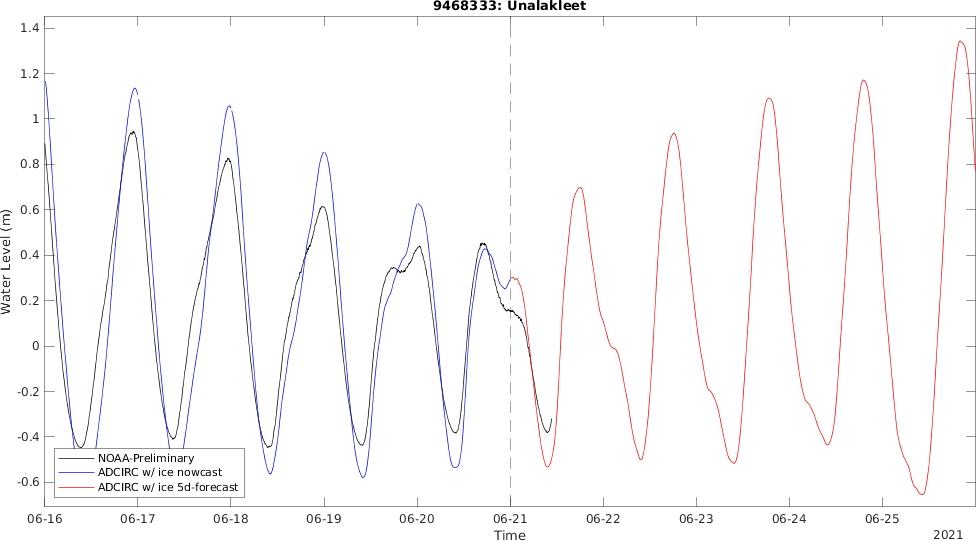 9468333: Unalakleet
1.4
1.2
1
0.8
0.6
0.4
0.2
0
-0.2
-0.4
-0.6
Water Level (m)
NOAA-Preliminary
ADCIRC w/ ice nowcast
ADCIRC w/ ice 5d-forecast
06-16 06-17 06-18 06-19 06-20 06-21 06-22 06-23 06-24 06-25
Time
2021